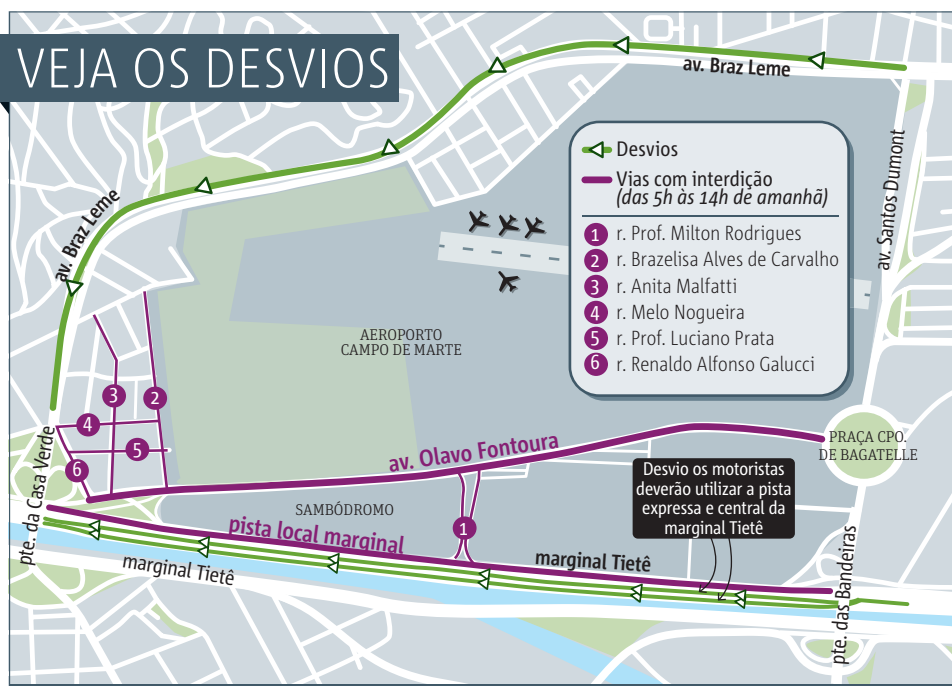 VEJA OS DESVIOS
av. Braz Leme
av. Braz Leme
av. Santos Dumont
Desvios
Vias com interdição
(das 5h às 14h de amanhã)
1 r. Prof. Milton Rodrigues
2 r. Brazelisa Alves de Carvalho
3 r. Anita Malfatti
4 r. Melo Nogueira
5 r. Prof. Luciano Prata
6 r. Renaldo Alfonso Galucci
AEROPORTO
CAMPO DE MARTE
3
2
4
5
6
av. Olavo Fontoura
PRAÇA CPO.
DE BAGATELLE
Desvio os motoristas
deverão utilizar a pista
expressa e central da
marginal Tietê
SAMBÓDROMO
1
pista local marginal
marginal Tietê
marginal Tietê
pte. da Casa Verde
pte. das Bandeiras